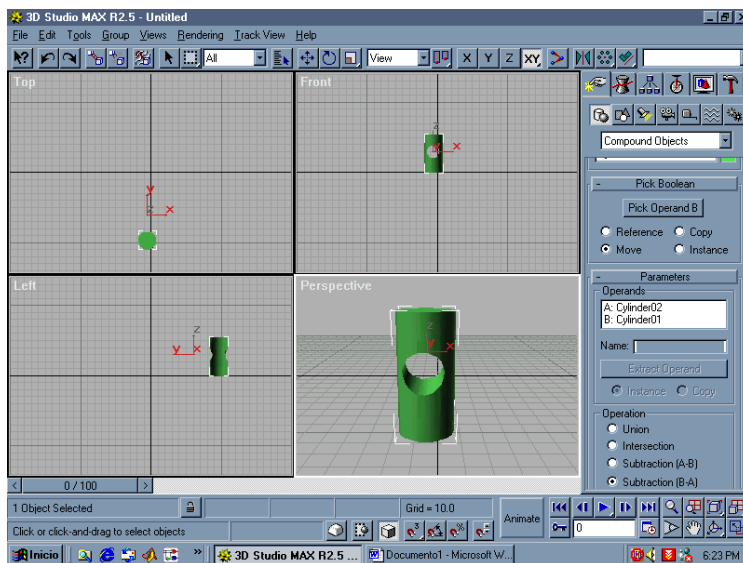 3D Studio MAX R2.5 - Untitled
File Edit Tools Group Views Rendering Track View Help
All View X Y Z XY
Top Front
y z x
z y x
Compound Objects
Pick Boolean
Pick Operand B
Reference Copy
Move Instance
Left Perspective
z y x
z y x
Parameters
Operands
A: Cylinder02
B: Cylinder01
Name:
Extract Operand
Instance Copy
Operation
Union
Intersection
Subtraction (A-B)
Subtraction (B-A)
< 0 / 100 >
1 Object Selected Grid = 10.0 Animate
Click or click-and-drag to select objects 0
Inicio » 3D Studio MAX R2.5 ... Documento1 - Microsoft W... 6:23 PM